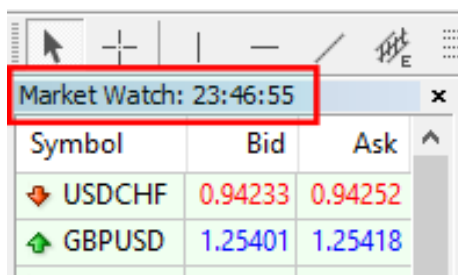 E
Market Watch: 23:46:55
Symbol Bid Ask
USDCHF 0.94233 0.94252
GBPUSD 1.25401 1.25418